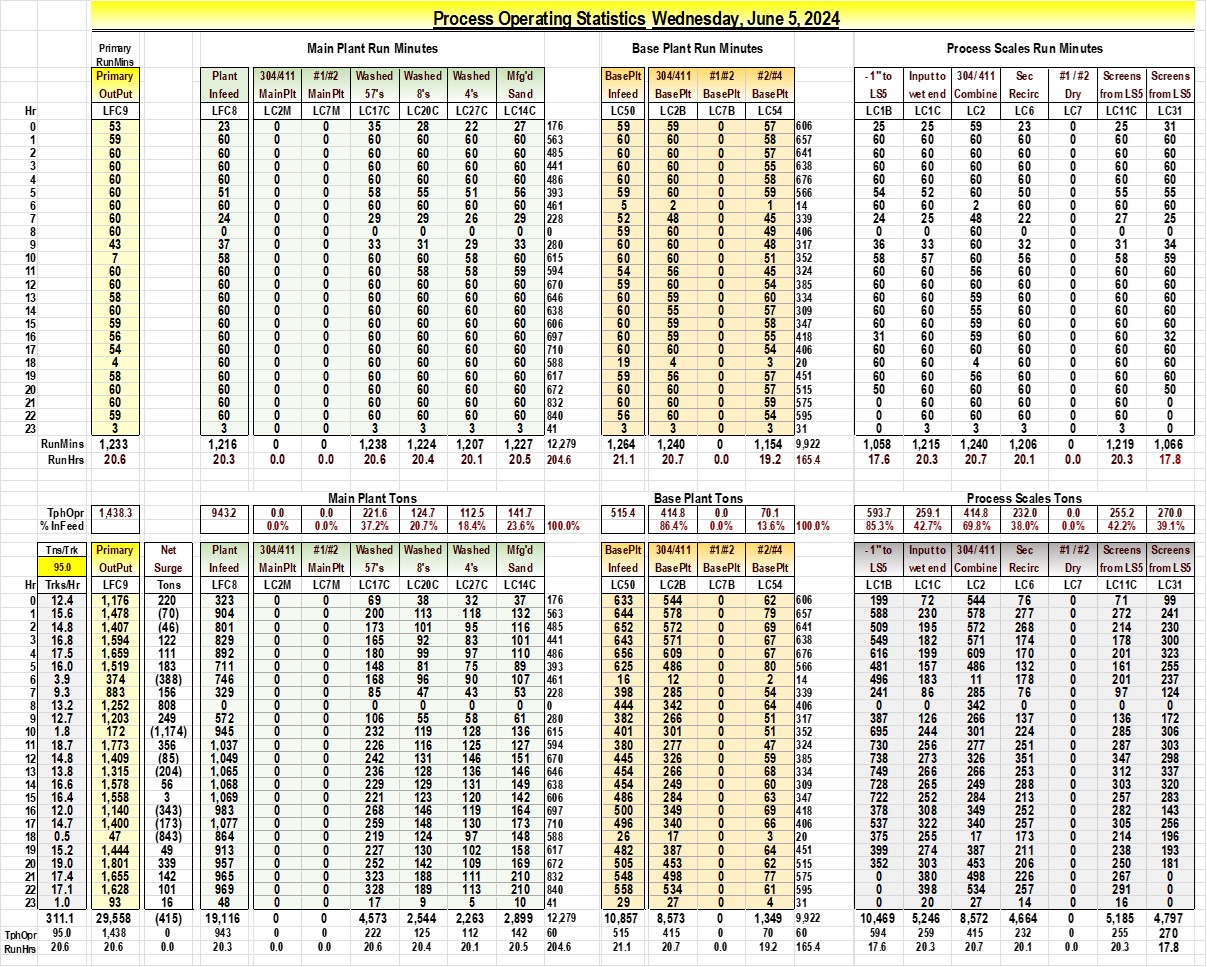 Process Operating Statistics Wednesday, June 5, 2024
Primary Main Plant Run Minutes Base Plant Run Minutes Process Scales Run Minutes
RunMins
Primary Plant 304/411 #1/#2 Washed Washed Washed Mfg'd BasePlt 304/411 #1/#2 #2/#4 -1" to Input to 304/411 Sec #1/#2 Screens Screens
OutPut Infeed MainPlt MainPlt 57's 8's 4's Sand Infeed BasePlt BasePlt BasePlt LS5 wet end Combine Recirc Dry from LS5 from LS5
Hr LFC9 LFC8 LC2M LC7M LC17C LC20C LC27C LC14C LC50 LC2B LC7B LC54 LC1B LC1C LC2 LC6 LC7 LC11C LC31
0 53 23 0 0 35 28 22 27 176 59 59 0 57 606 25 25 59 23 0 25 31
1 59 60 0 0 60 60 60 60 563 60 60 0 58 657 60 60 60 60 0 60 60
2 60 60 0 0 60 60 60 60 485 60 60 0 57 641 60 60 60 60 0 60 60
3 60 60 0 0 60 60 60 60 441 60 60 0 55 638 60 60 60 60 0 60 60
4 60 60 0 0 60 60 60 60 486 60 60 0 58 676 60 60 60 60 0 60 60
5 60 51 0 0 58 55 51 56 393 59 60 0 59 566 54 52 60 50 0 55 55
6 60 60 0 0 60 60 60 60 461 5 2 0 1 14 60 60 2 60 0 60 60
7 60 24 0 0 29 29 26 29 228 52 48 0 45 339 24 25 48 22 0 27 25
8 60 0 0 0 0 0 0 0 0 59 60 0 49 406 0 0 60 0 0 0 0
9 43 37 0 0 33 31 29 33 280 60 60 0 48 317 36 33 60 32 0 31 34
10 7 58 0 0 60 60 58 60 615 60 60 0 51 352 58 57 60 56 0 58 59
11 60 60 0 0 60 58 58 59 594 54 56 0 45 324 60 60 56 60 0 60 60
12 60 60 0 0 60 60 60 60 670 59 60 0 54 385 60 60 60 60 0 60 60
13 58 60 0 0 60 60 60 60 646 60 59 0 60 334 60 60 59 60 0 60 60
14 60 60 0 0 60 60 60 60 638 60 55 0 57 309 60 60 55 60 0 60 60
15 59 60 0 0 60 60 60 60 606 60 59 0 58 347 60 60 59 60 0 60 60
16 56 60 0 0 60 60 60 60 697 60 59 0 55 418 31 60 59 60 0 60 32
17 54 60 0 0 60 60 60 60 710 60 60 0 54 406 60 60 60 60 0 60 60
18 4 60 0 0 60 60 60 60 588 19 4 0 3 20 60 60 4 60 0 60 60
19 58 60 0 0 60 60 60 60 617 59 56 0 57 451 60 60 56 60 0 60 60
20 60 60 0 0 60 60 60 60 672 60 60 0 57 515 50 60 60 60 0 60 50
21 60 60 0 0 60 60 60 60 832 60 60 0 59 575 0 60 60 60 0 60 0
22 59 60 0 0 60 60 60 60 840 56 60 0 54 595 0 60 60 60 0 60 0
23 3 3 0 0 3 3 3 3 41 3 3 0 3 31 0 3 3 3 0 3 0
RunMins 1,233 1,216 0 0 1,238 1,224 1,207 1,227 12,279 1,264 1,240 0 1,154 9,922 1,058 1,215 1,240 1,206 0 1,219 1,066
RunHrs 20.6 20.3 0.0 0.0 20.6 20.4 20.1 20.5 204.6 21.1 20.7 0.0 19.2 165.4 17.6 20.3 20.7 20.1 0.0 20.3 17.8
Main Plant Tons Base Plant Tons Process Scales Tons
TphOpr 1,438.3 943.2 0.0 0.0 221.6 124.7 112.5 141.7 515.4 414.8 0.0 70.1 593.7 259.1 414.8 232.0 0.0 255.2 270.0
% InFeed 0.0% 0.0% 37.2% 20.7% 18.4% 23.6% 100.0% 86.4% 0.0% 13.6% 100.0% 85.3% 42.7% 69.8% 38.0% 0.0% 42.2% 39.1%
Tns/Trk Primary Net Plant 304/411 #1/#2 Washed Washed Washed Mfg'd BasePlt 304/411 #1/#2 #2/#4 -1" to Input to 304/411 Sec #1/#2 Screens Screens
95.0 OutPut Surge Infeed MainPlt MainPlt 57's 8's 4's Sand Infeed BasePlt BasePlt BasePlt LS5 wet end Combine Recirc Dry from LS5 from LS5
Hr Trks/Hr LFC9 Tons LFC8 LC2M LC7M LC17C LC20C LC27C LC14C LC50 LC2B LC7B LC54 LC1B LC1C LC2 LC6 LC7 LC11C LC31
0 12.4 1,176 220 323 0 0 69 38 32 37 176 633 544 0 62 606 199 72 544 76 0 71 99
1 15.6 1,478 (70) 904 0 0 200 113 118 132 563 644 578 0 79 657 588 230 578 277 0 272 241
2 14.8 1,407 (46) 801 0 0 173 101 95 116 485 652 572 0 69 641 509 195 572 268 0 214 230
3 16.8 1,594 122 829 0 0 165 92 83 101 441 643 571 0 67 638 549 182 571 174 0 178 300
4 17.5 1,659 111 892 0 0 180 99 97 110 486 656 609 0 67 676 616 199 609 170 0 201 323
5 16.0 1,519 183 711 0 0 148 81 75 89 393 625 486 0 80 566 481 157 486 132 0 161 255
6 3.9 374 (388) 746 0 0 168 96 90 107 461 16 12 0 2 14 496 183 11 178 0 201 237
7 9.3 883 156 329 0 0 85 47 43 53 228 398 285 0 54 339 241 86 285 76 0 97 124
8 13.2 1,252 808 0 0 0 0 0 0 0 0 444 342 0 64 406 0 0 342 0 0 0 0
9 12.7 1,203 249 572 0 0 106 55 58 61 280 382 266 0 51 317 387 126 266 137 0 136 172
10 1.8 172 (1,174) 945 0 0 232 119 128 136 615 401 301 0 51 352 695 244 301 224 0 285 306
11 18.7 1,773 356 1,037 0 0 226 116 125 127 594 380 277 0 47 324 730 256 277 251 0 287 303
12 14.8 1,409 (85) 1,049 0 0 242 131 146 151 670 445 326 0 59 385 738 273 326 351 0 347 298
13 13.8 1,315 (204) 1,065 0 0 236 128 136 146 646 454 266 0 68 334 749 266 266 253 0 312 337
14 16.6 1,578 56 1,068 0 0 229 129 131 149 638 454 249 0 60 309 728 265 249 288 0 303 320
15 16.4 1,558 3 1,069 0 0 221 123 120 142 606 486 284 0 63 347 722 252 284 213 0 257 283
16 12.0 1,140 (343) 983 0 0 268 146 119 164 697 500 349 0 69 418 378 308 349 252 0 282 143
17 14.7 1,400 (173) 1,077 0 0 259 148 130 173 710 496 340 0 66 406 537 322 340 257 0 305 256
18 0.5 47 (843) 864 0 0 219 124 97 148 588 26 17 0 3 20 375 255 17 173 0 214 196
19 15.2 1,444 49 913 0 0 227 130 102 158 617 482 387 0 64 451 399 274 387 211 0 238 193
20 19.0 1,801 339 957 0 0 252 142 109 169 672 505 453 0 62 515 352 303 453 206 0 250 181
21 17.4 1,655 142 965 0 0 323 188 111 210 832 548 498 0 77 575 0 380 498 226 0 267 0
22 17.1 1,628 101 969 0 0 328 189 113 210 840 558 534 0 61 595 0 398 534 257 0 291 0
23 1.0 93 16 48 0 0 17 9 5 10 41 29 27 0 4 31 0 20 27 14 0 16 0
311.1 29,558 (415) 19,116 0 0 4,573 2,544 2,263 2,899 12,279 10,857 8,573 0 1,349 9,922 10,469 5,246 8,572 4,664 0 5,185 4,797
TphOpr 95.0 1,438 0 943 0 0 222 125 112 142 60 515 415 0 70 60 594 259 415 232 0 255 270
RunHrs 20.6 20.6 0.0 20.3 0.0 0.0 20.6 20.4 20.1 20.5 204.6 21.1 20.7 0.0 19.2 165.4 17.6 20.3 20.7 20.1 0.0 20.3 17.8